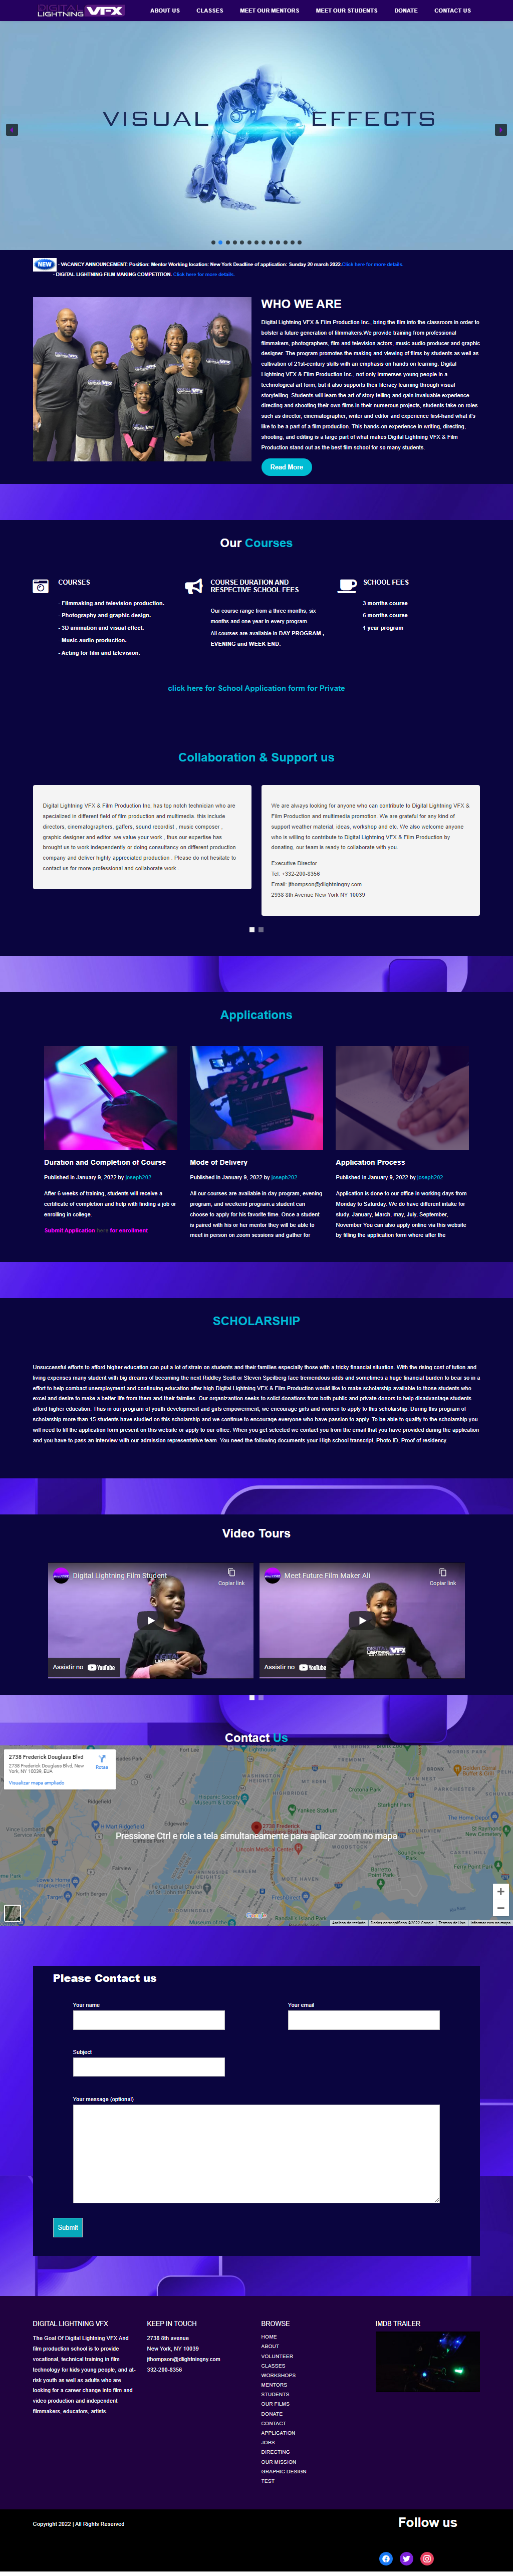 DIGITAL
LIGHTNING VFX
ABOUT US
CLASSES
MEET OUR MENTORS
MEET OUR STUDENTS
DONATE
CONTACT US
VISUAL EFFECTS
NEW - VACANCY ANNOUNCEMENT: Position: Mentor Working location: New York Deadline of application: Sunday 20 march 2022.Click here for more details.
- DIGITAL LIGHTNING FILM MAKING COMPETITION. Click here for more details.
WHO WE ARE
Digital Lightning VFX & Film Production Inc., bring the film into the classroom in order to
bolster a future generation of filmmakers.We provide training from professional
filmmakers, photographers, film and television actors, music audio producer and graphic
designer. The program promotes the making and viewing of films by students as well as
cultivation of 21st-century skills with an emphasis on hands on learning. Digital
Lightning VFX & Film Production Inc., not only immerses young people in a
technological art form, but it also supports their literacy learning through visual
storytelling. Students will learn the art of story telling and gain invaluable experience
directing and shooting their own films in their numerous projects, students take on roles
such as director, cinematographer, writer and editor and experience first-hand what it's
like to be a part of a film production. This hands-on experience in writing, directing,
shooting, and editing is a large part of what makes Digital Lightning VFX & Film
Production stand out as the best film school for so many students.
Read More
Our Courses
COURSES
- Filmmaking and television production.
- Photography and graphic design.
- 3D animation and visual effect.
- Music audio production.
- Acting for film and television.
COURSE DURATION AND
RESPECTIVE SCHOOL FEES
Our course range from a three months, six
months and one year in every program.
All courses are available in DAY PROGRAM ,
EVENING and WEEK END.
SCHOOL FEES
3 months course
6 months course
1 year program
click here for School Application form for Private
Collaboration & Support us
Digital Lightning VFX & Film Production Inc, has top notch technician who are
specialized in different field of film production and multimedia. this include
directors, cinematographers, gaffers, sound recordist , music composer ,
graphic designer and editor .we value your work , thus our expertise has
brought us to work independently or doing consultancy on different production
company and deliver highly appreciated production . Please do not hesitate to
contact us for more professional and collaborate work .
We are always looking for anyone who can contribute to Digital Lightning VFX &
Film Production and multimedia promotion. We are grateful for any kind of
support weather material, ideas, workshop and etc. We also welcome anyone
who is willing to contribute to Digital Lightning VFX & Film Production by
donating, our team is ready to collaborate with you.
Executive Director
Tel: +332-200-8356
Email: jthompson@dlightningny.com
2938 8th Avenue New York NY 10039
Applications
Duration and Completion of Course
Published in January 9, 2022 by joseph202
After 6 weeks of training, students will receive a
certificate of completion and help with finding a job or
enroling in college.
Submit Application here for enrollment
Mode of Delivery
Published in January 9, 2022 by joseph202
All our courses are available in day program, evening
program, and weekend program a student can
choose to apply for his favorite time. Once a student
is paired with his or her mentor they will be able to
meet in person on zoom sessions and gather for
Application Process
Published in January 9, 2022 by joseph202
Application is done to our office in working days from
Monday to Saturday. We do have different intake for
study. January, March, may, July, September,
November You can also apply online via this website
by filling the application form where after the
SCHOLARSHIP
Unsuccessful efforts to afford higher education can put a lot of strain on students and their families especially those with a tricky financial situation. With the rising cost of tution and
living expenses many student with big dreams of becoming the next Riddley Scott or Steven Speilberg face tremendous odds and sometimes a huge financial burden to bear so in a
effort to help combact unemployment and continuing education after high Digital Lightning VFX & Film Production would like to make scholarship available to those students who
excel and desire to make a better life from them and their faimlies. Our organizantion seeks to solict donations from both public and private donors to help disadvantage students
afford higher education. Thus in our program of youth development and girls empowerment, we encourage girls and women to apply to this scholarship. During this program of
scholarship more than 15 students have studied on this scholarship and we continue to encourage everyone who have passion to apply. To be able to qualify to the scholarship you
will need to fill the application form present on this website or apply to our office. When you get selected we contact you from the email that you have provided during the application
and you have to pass an interview with our admission representative team. You need the following documents your High school transcript, Photo ID, Proof of residency.
Video Tours
Digital Lightning Film Student
Copiar link
Assistir no YouTube
Meet Future Film Maker Ali
Copiar link
Assistir no YouTube
Contact Us
2738 Frederick Douglass Blvd
2738 Frederick Douglass Blvd, New
York, NY 10039, EUA
Rotas
Visualizar mapa ampliado
Pressione Ctrl e role a tela simultaneamente para aplicar zoom no mapa
Yankee Stadium
Lincoln Medical Center
Ridgefield
North Bergen
Target
Google
Atalhos do teclado
Dados cartográficos ©2022 Google
Termos de Uso
Informar erro no mapa
Please Contact us
Your name
Your email
Subject
Your message (optional)
Submit
DIGITAL LIGHTNING VFX
The Goal Of Digital Lightning VFX And
film production school is to provide
vocational, technical training in film
technology for kids young people, and at-
risk youth as well as adults who are
looking for a career change into film and
video production and independent
filmmakers, educators, artists.
KEEP IN TOUCH
2738 8th avenue
New York, NY 10039
jthompson@dlightningny.com
332-200-8356
BROWSE
HOME
ABOUT
VOLUNTEER
CLASSES
WORKSHOPS
MENTORS
STUDENTS
OUR FILMS
DONATE
CONTACT
APPLICATION
JOBS
DIRECTING
OUR MISSION
GRAPHIC DESIGN
TEST
IMDB TRAILER
Copyright 2022 | All Rights Reserved
Follow us